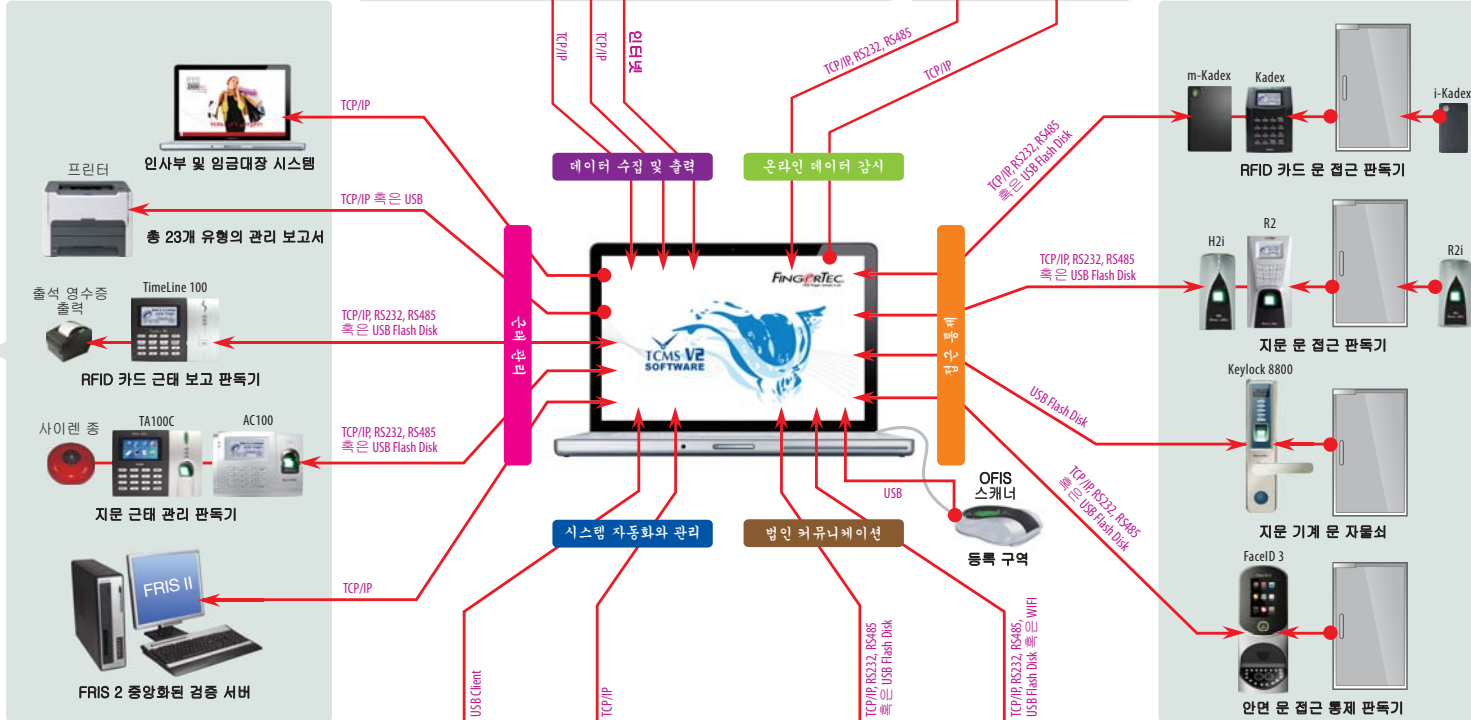 TCP/IP
TCP/IP
인터넷
TCP/IP, RS232, RS485
TCP/IP
인사부 및 임금대장 시스템
TCP/IP
프린터
총 23개 유형의 관리 보고서
TCP/IP 혹은 USB
출석 영수증
출력
TimeLine 100
RFID 카드 근태 보고 판독기
TCP/IP, RS232, RS485
혹은 USB Flash Disk
사이렌 종
TA100C
AC100
지문 근태 관리 판독기
TCP/IP, RS232, RS485
혹은 USB Flash Disk
FRIS II
FRIS 2 중앙화된 검증 서버
TCP/IP
근태 관리
데이터 수집 및 출력
온라인 데이터 감시
FINGERTEC
TCMS V2
SOFTWARE
접근 통제
시스템 자동화와 관리
법인 커뮤니케이션
USB
OFIS
스캐너
등록 구역
USB Client
TCP/IP
TCP/IP, RS232, RS485
혹은 USB Flash Disk
TCP/IP, RS232, RS485,
USB Flash Disk 혹은 WIFI
TCP/IP, RS232, RS485
혹은 USB Flash Disk
m-Kadex
Kadex
i-Kadex
RFID 카드 문 접근 판독기
TCP/IP, RS232, RS485
혹은 USB Flash Disk
H2i
R2
R2i
지문 문 접근 판독기
USB Flash Disk
Keylock 8800
지문 기계 문 자물쇠
TCP/IP, RS232, RS485
혹은 USB Flash Disk
FaceID 3
안면 문 접근 통제 판독기